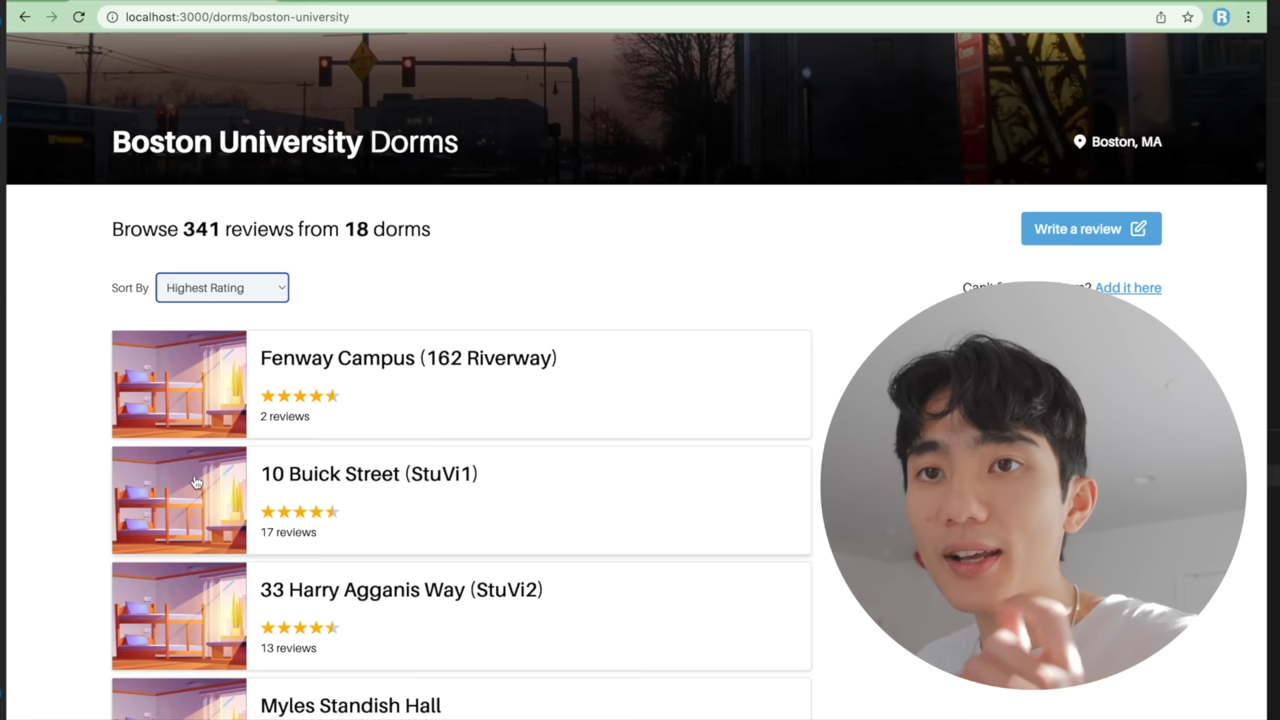 localhost:3000/dorms/boston-university
R
Boston University Dorms
Boston, MA
Browse 341 reviews from 18 dorms
Write a review
Sort By
Highest Rating
Add it here
Fenway Campus (162 Riverway)
2 reviews
10 Buick Street (StuVi1)
17 reviews
33 Harry Agganis Way (StuVi2)
13 reviews
Myles Standish Hall